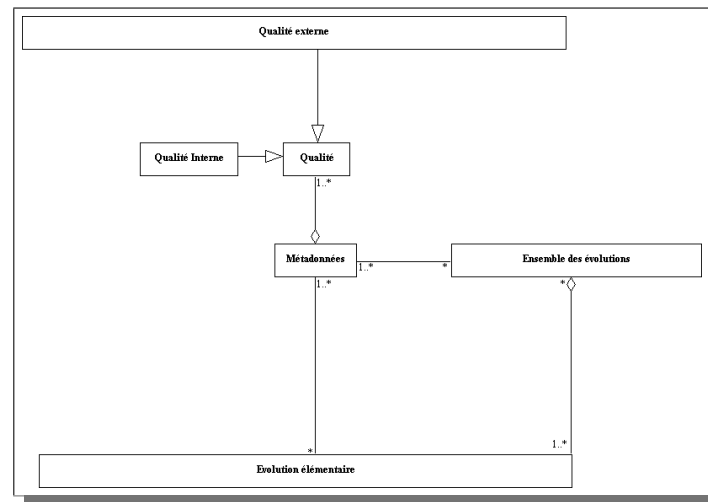 Qualité externe
Qualité Interne
Qualité
1..*
Métadonnées
Ensemble des évolutions
1..*
*
1..*
*
1..*
*
Evolution élémentaire